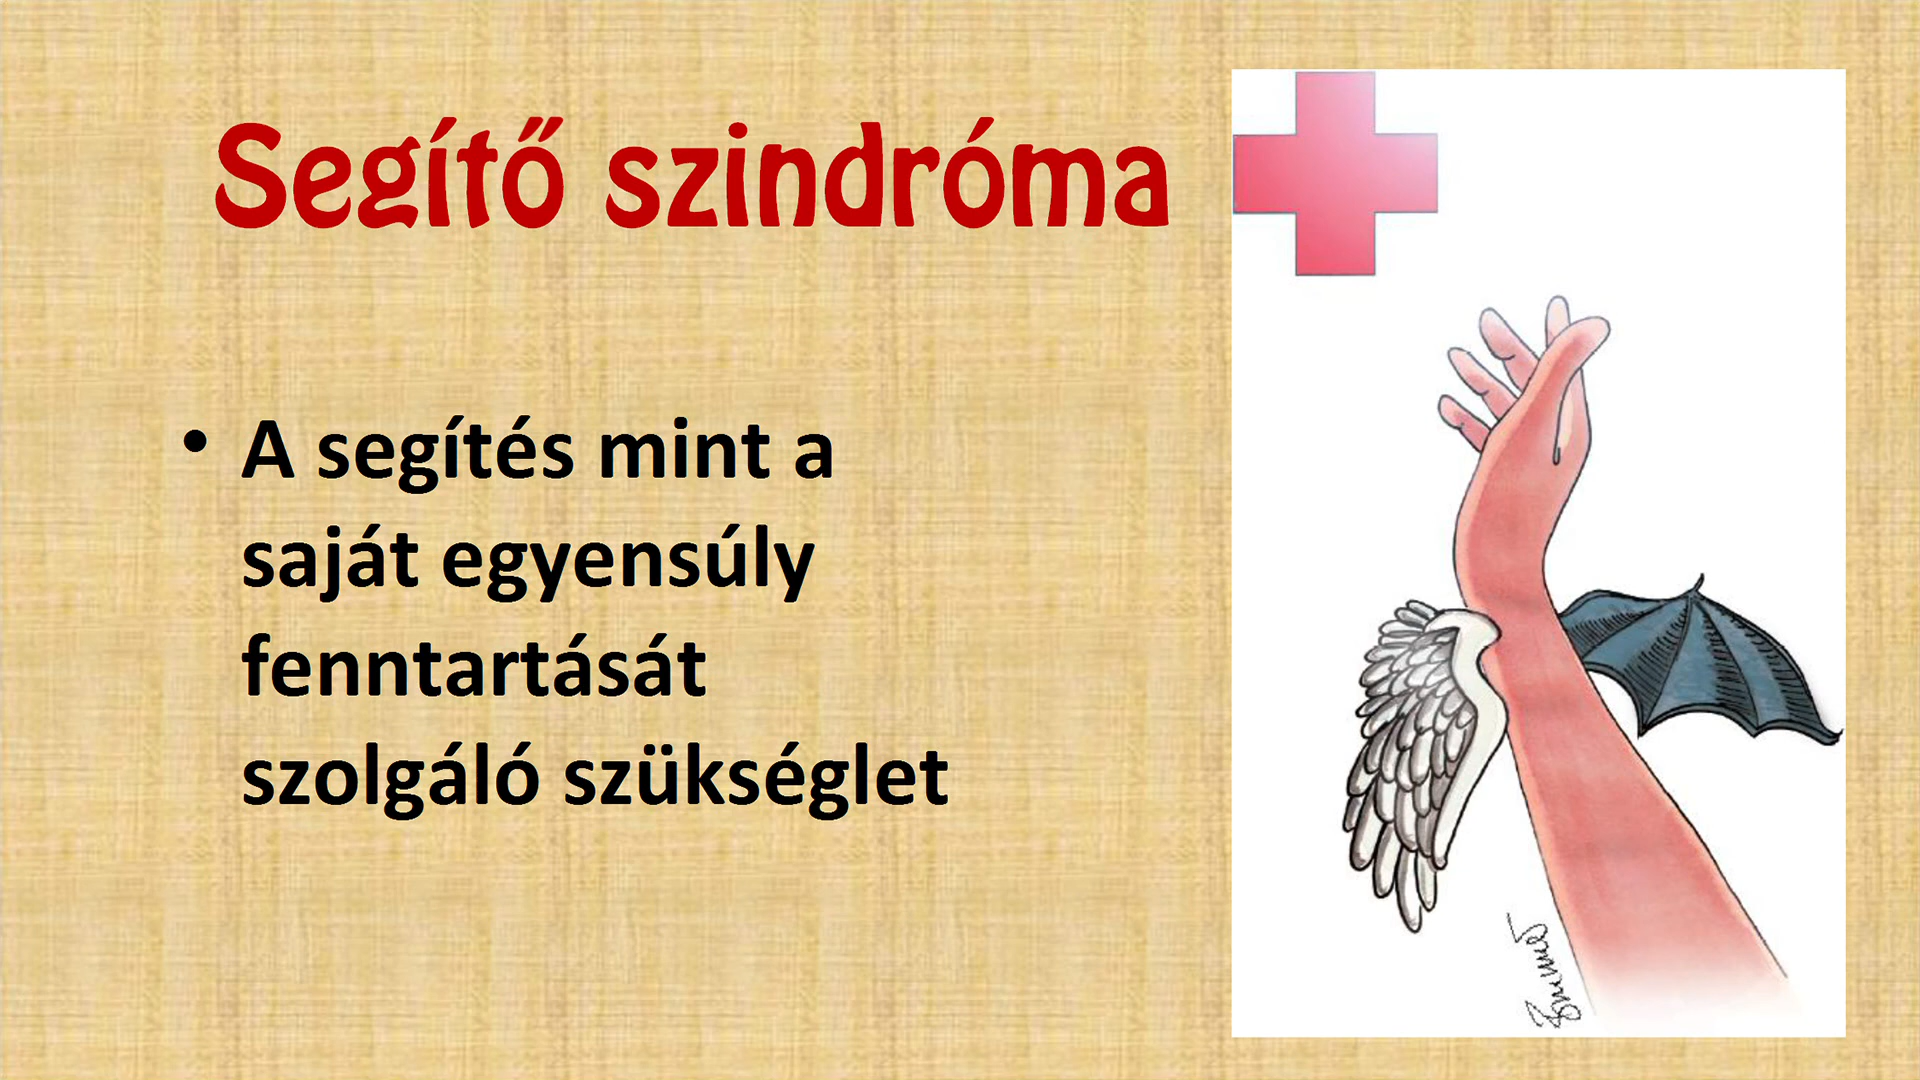 Segítő szindróma
• A segítés mint a
saját egyensúly
fenntartását
szolgáló szükséglet